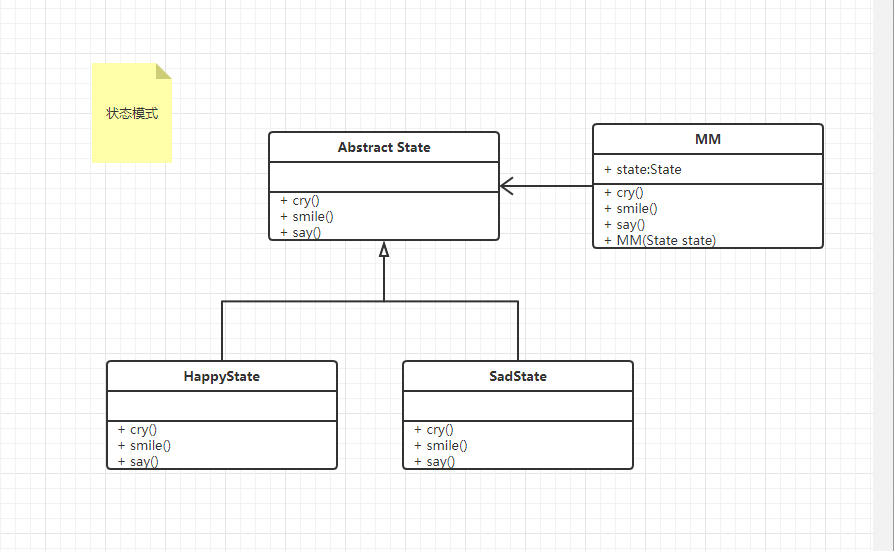 状态模式
Abstract State
+ cry()
+ smile()
+ say()
MM
+ state:State
+ cry()
+ smile()
+ say()
+ MM(State state)
HappyState
+ cry()
+ smile()
+ say()
SadState
+ cry()
+ smile()
+ say()